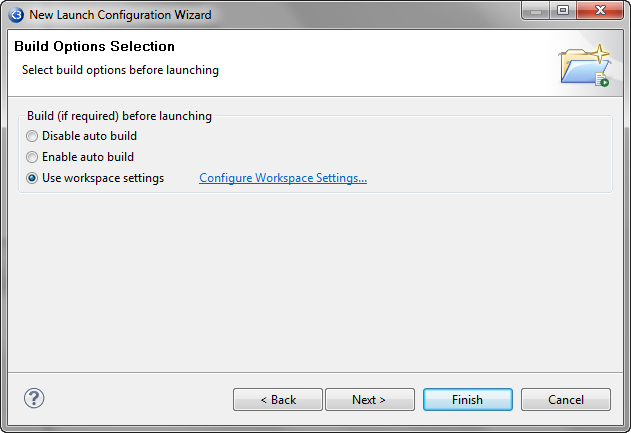 New Launch Configuration Wizard
Build Options Selection
Select build options before launching
Build (if required) before launching
Disable auto build
Enable auto build
Use workspace settings Configure Workspace Settings...
? < Back Next > Finish Cancel